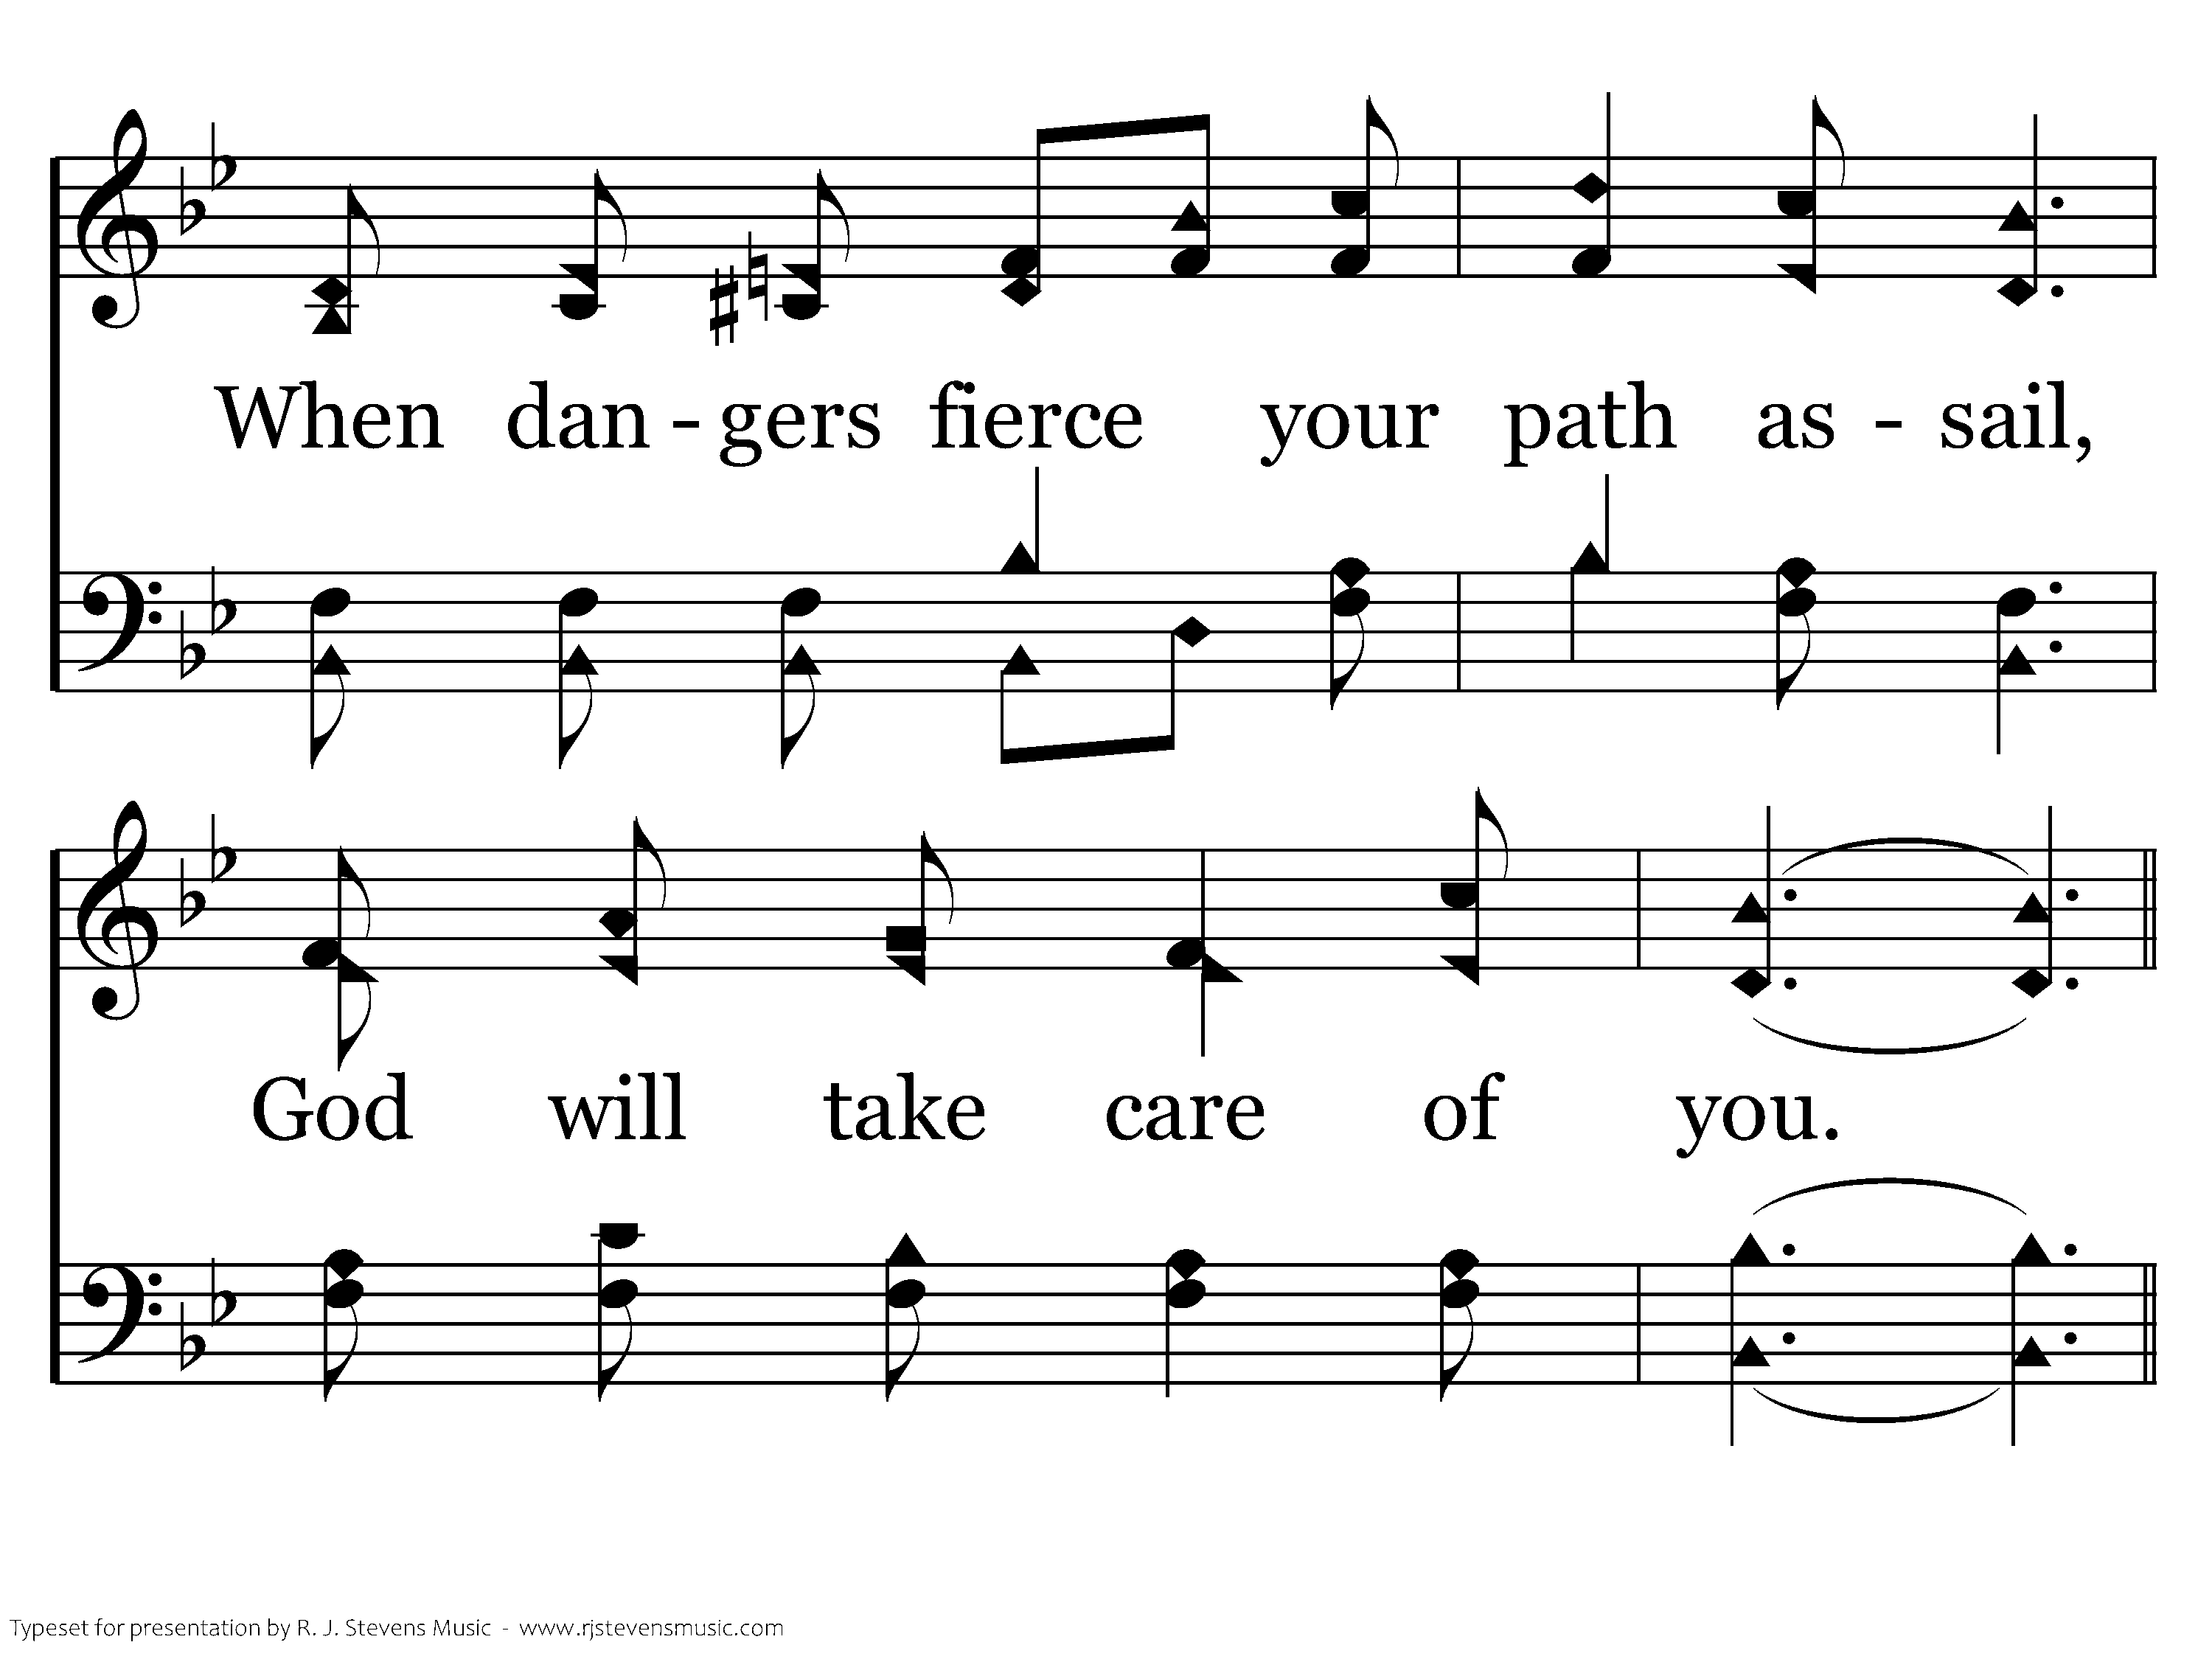 When dan - gers fierce your path as - sail,
God will take care of you.
Typeset for presentation by R. J. Stevens Music - www.rjstevensmusic.com